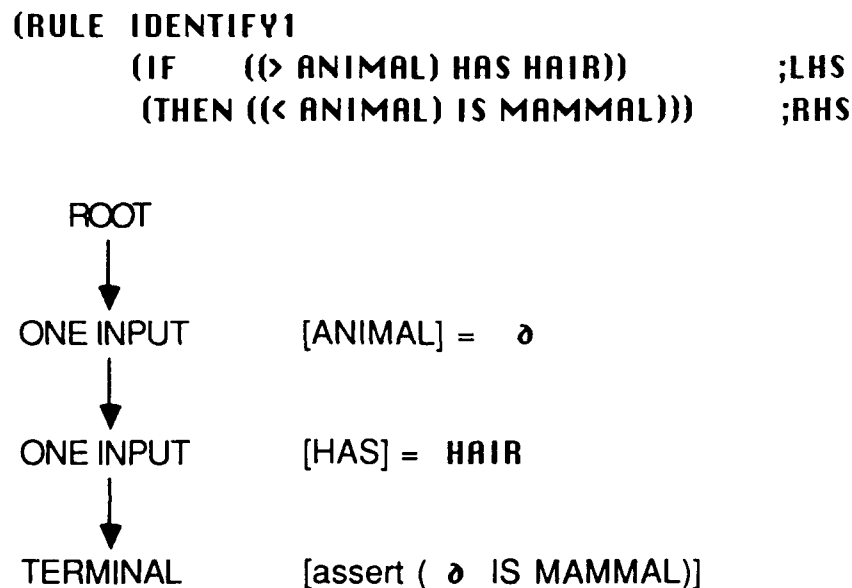 (RULE IDENTIFY1
(IF ((> ANIMAL) HAS HAIR)) ;LHS
(THEN ((< ANIMAL) IS MAMMAL))) ;RHS
ROOT
ONE INPUT [ANIMAL] = ∂
ONE INPUT [HAS] = HAIR
TERMINAL [assert ( ∂ IS MAMMAL)]